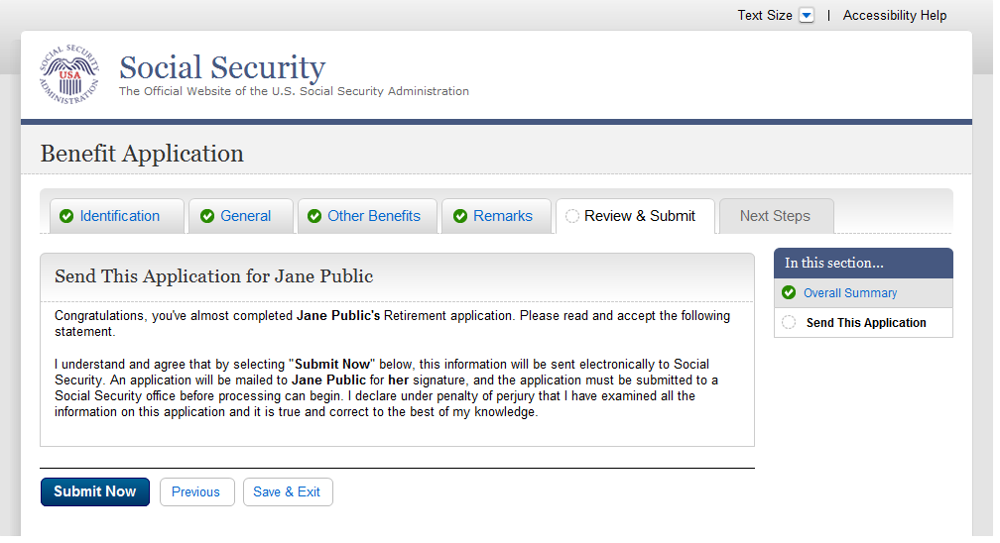 Text Size | Accessibility Help
SOCIAL SECURITY ADMINISTRATION
USA
Social Security
The Official Website of the U.S. Social Security Administration
Benefit Application
Identification General Other Benefits Remarks Review & Submit Next Steps
Send This Application for Jane Public
Congratulations, you've almost completed Jane Public's Retirement application. Please read and accept the following
statement.
I understand and agree that by selecting "Submit Now" below, this information will be sent electronically to Social
Security. An application will be mailed to Jane Public for her signature, and the application must be submitted to a
Social Security office before processing can begin. I declare under penalty of perjury that I have examined all the
information on this application and it is true and correct to the best of my knowledge.
In this section...
Overall Summary
Send This Application
Submit Now Previous Save & Exit